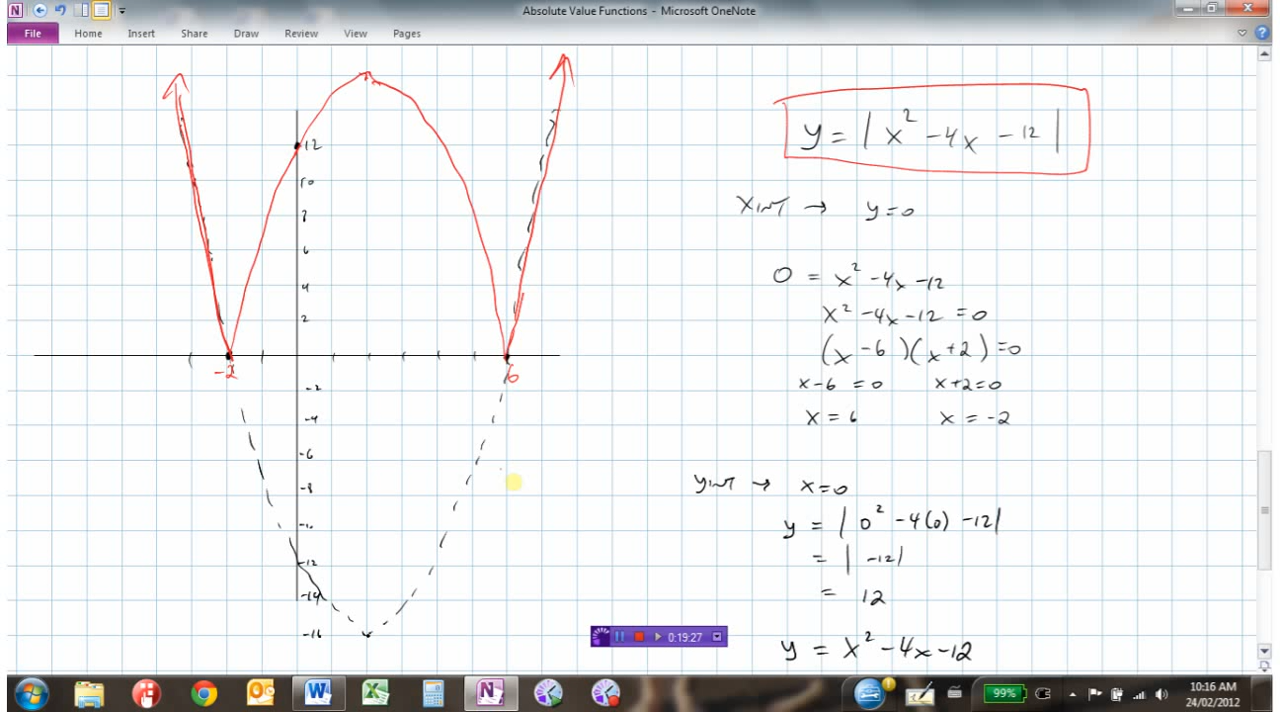 Absolute Value Functions - Microsoft OneNote
File Home Insert Share Draw Review View Pages
12
10
8
6
4
2
-2
6
-2
-4
-6
-8
-10
-12
-14
-16
y = | x² - 4x - 12 |
x INT → y = 0
0 = x² - 4x - 12
x² - 4x - 12 = 0
(x - 6)(x + 2) = 0
x - 6 = 0 x + 2 = 0
x = 6 x = -2
y INT → x = 0
y = | 0² - 4(0) - 12 |
= | -12 |
= 12
y = x² - 4x - 12
0:19:27
99%
10:16 AM
24/02/2012